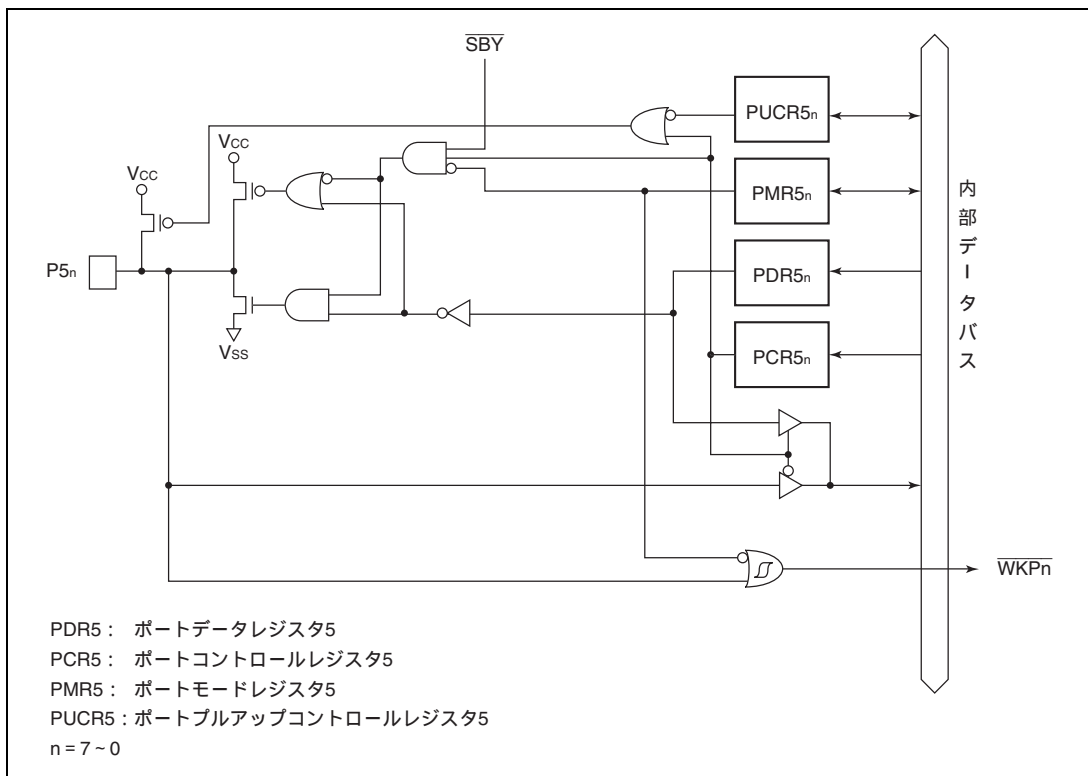 SBY
PUCR5n
VCC
VCC
PMR5n
内部データバス
P5n
PDR5n
PCR5n
VSS
WKPn
PDR5 : ポートデータレジスタ5
PCR5 : ポートコントロールレジスタ5
PMR5 : ポートモードレジスタ5
PUCR5 : ポートプルアップコントロールレジスタ5
n = 7 ~ 0